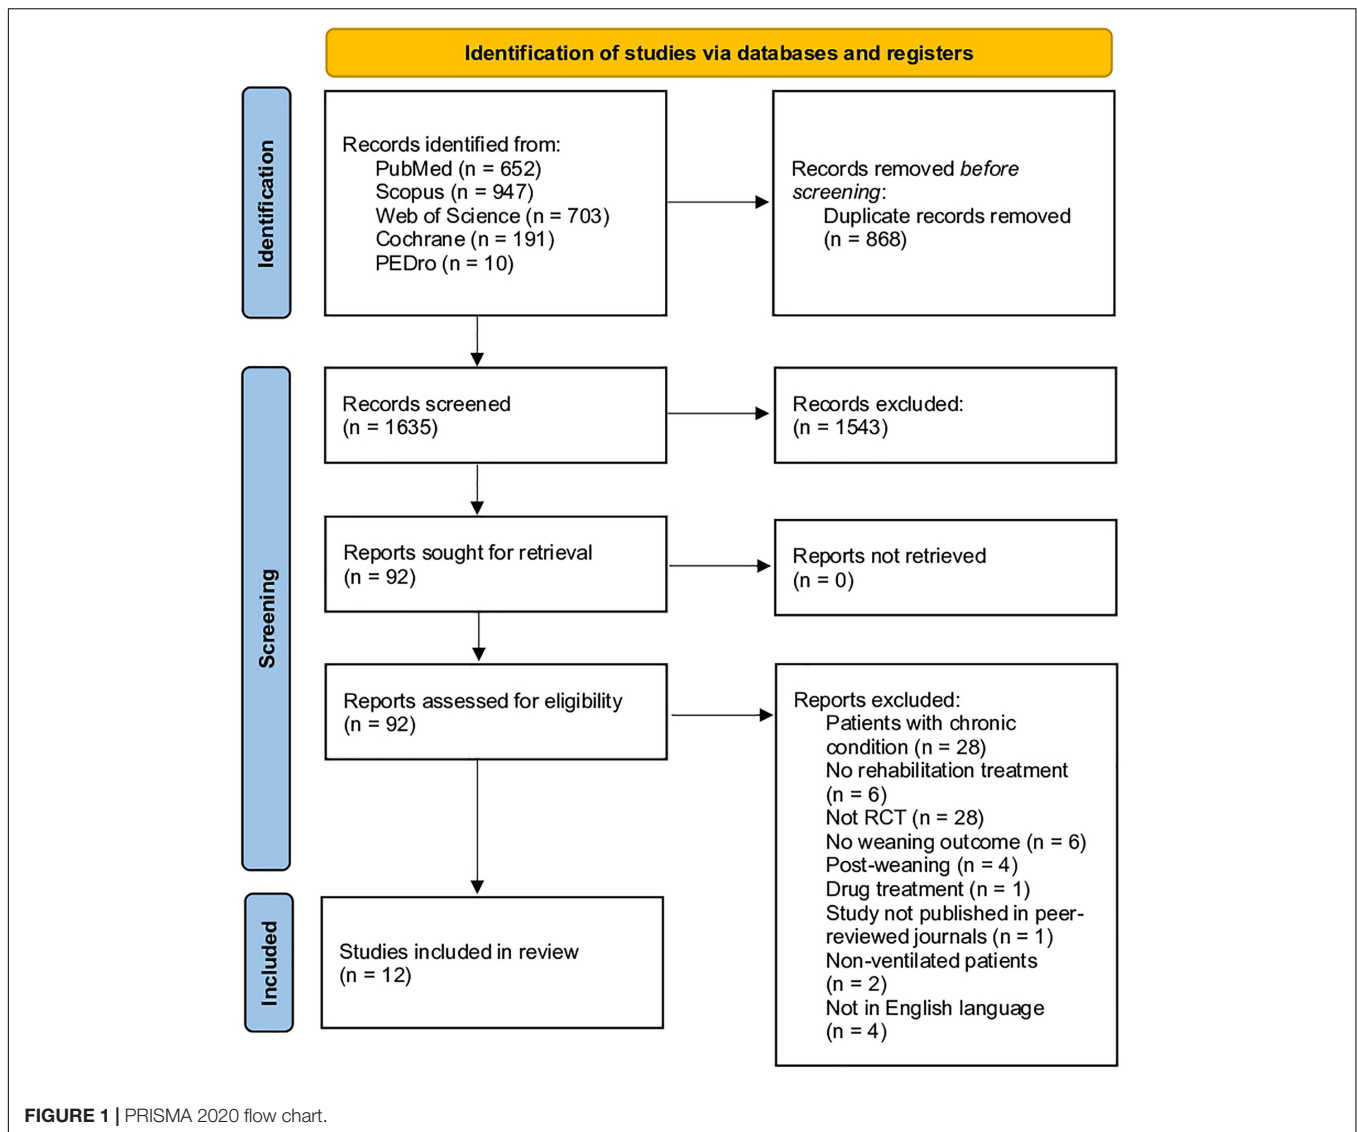 Identification of studies via databases and registers
Identification
Records identified from:
PubMed (n = 652)
Scopus (n = 947)
Web of Science (n = 703)
Cochrane (n = 191)
PEDro (n = 10)
Records removed before
screening:
Duplicate records removed
(n = 868)
Screening
Records screened
(n = 1635)
Records excluded:
(n = 1543)
Reports sought for retrieval
(n = 92)
Reports not retrieved
(n = 0)
Reports assessed for eligibility
(n = 92)
Reports excluded:
Patients with chronic
condition (n = 28)
No rehabilitation treatment
(n = 6)
Not RCT (n = 28)
No weaning outcome (n = 6)
Post-weaning (n = 4)
Drug treatment (n = 1)
Study not published in peer-
reviewed journals (n = 1)
Non-ventilated patients
(n = 2)
Not in English language
(n = 4)
Included
Studies included in review
(n = 12)
FIGURE 1 | PRISMA 2020 flow chart.